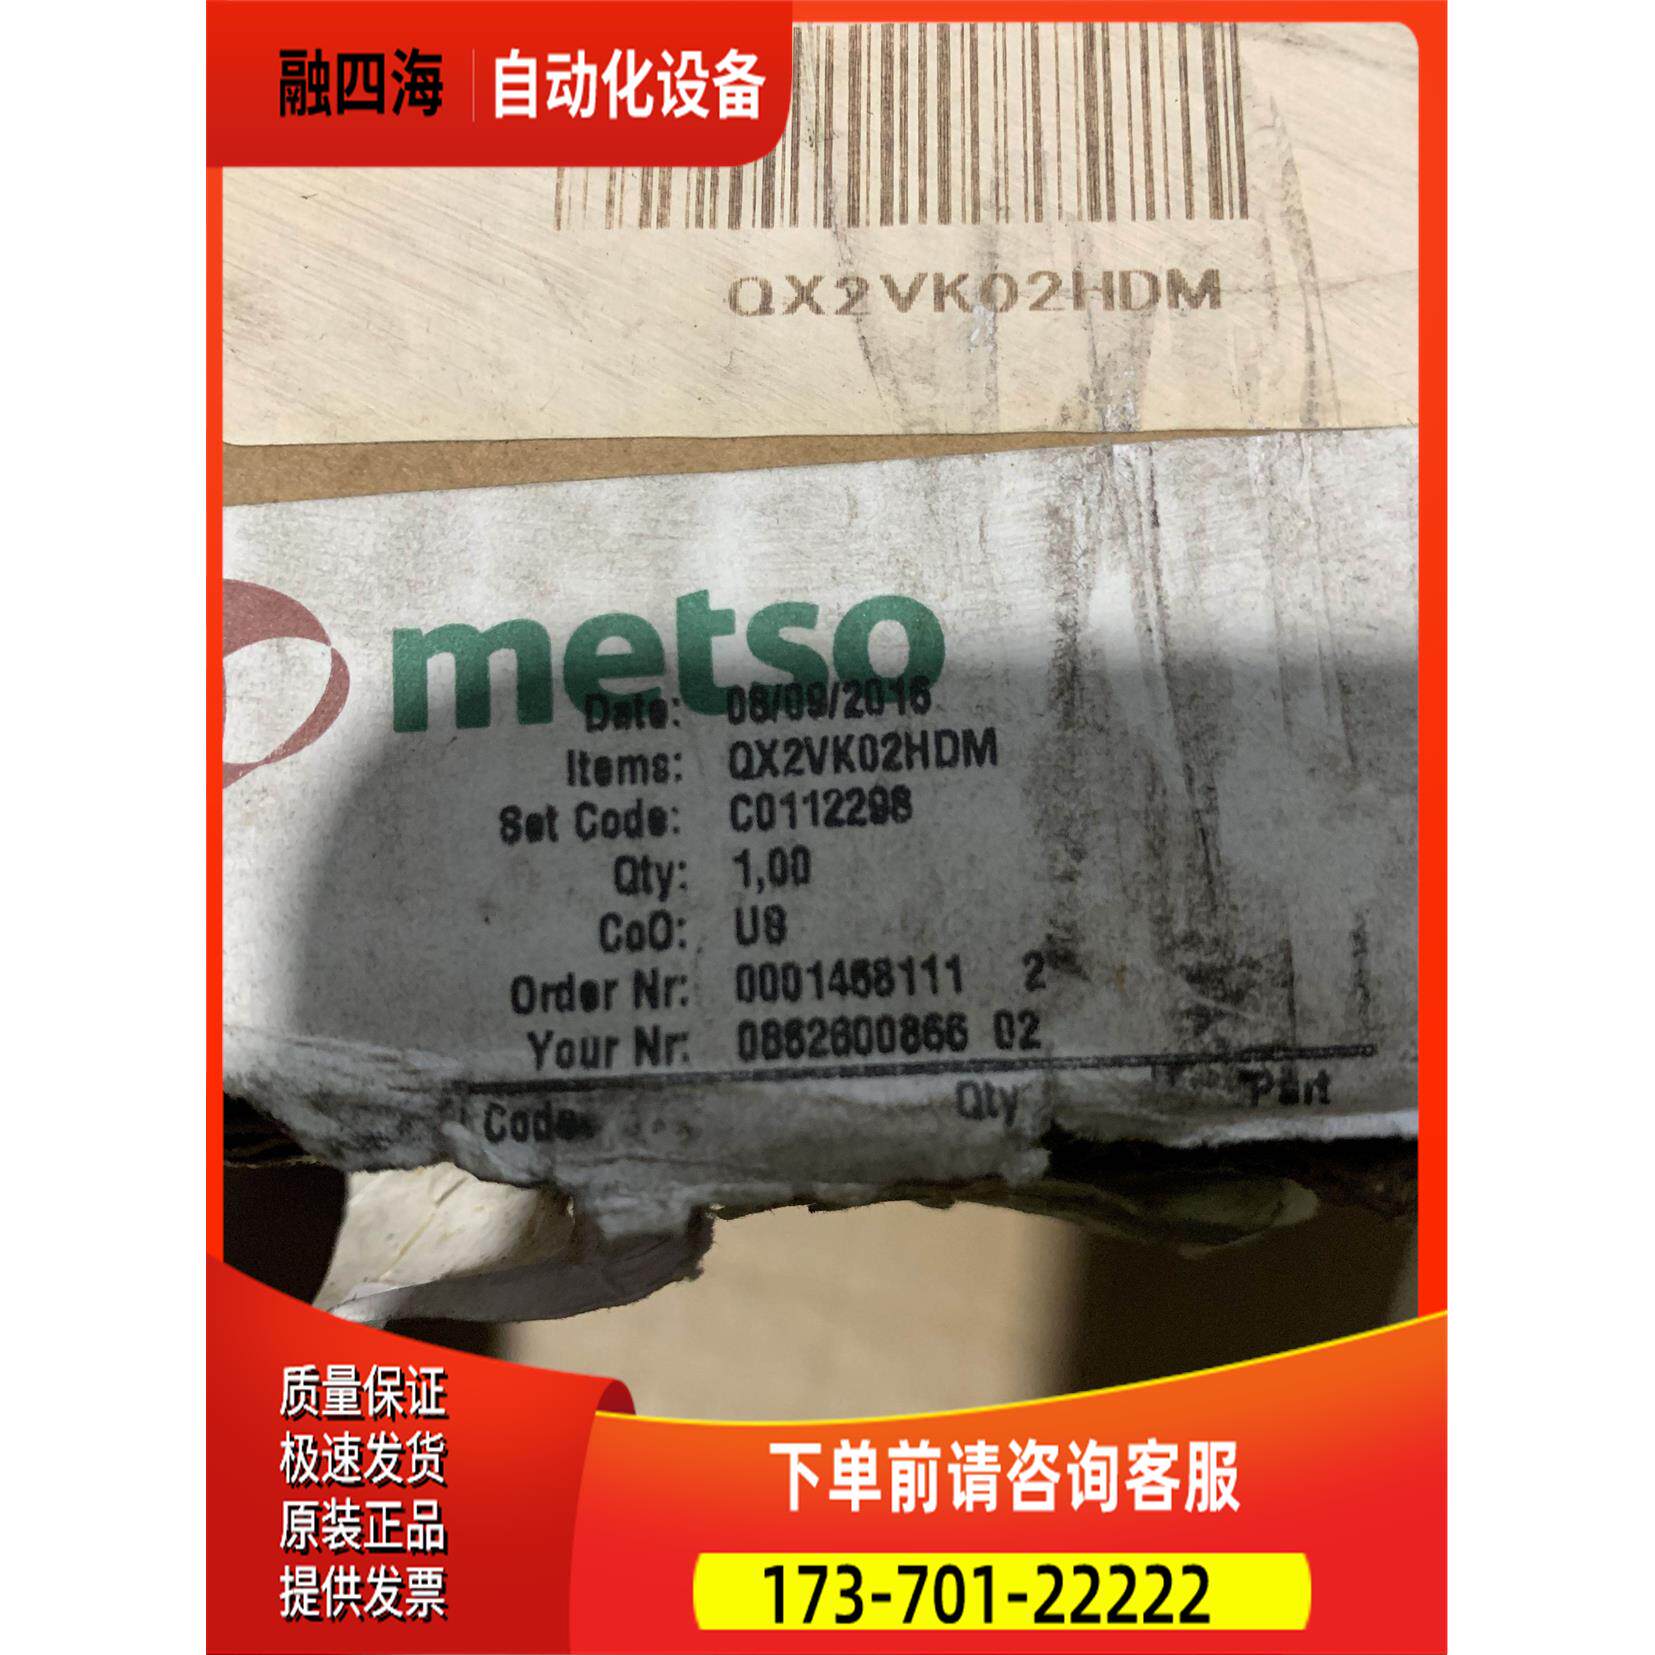 融四海 自动化设备
QX2VK02HDM
metso
Date: 08/09/2016
Items: QX2VK02HDM
Set Code: C0112298
Qty: 1,00
CoO: US
Order Nr: 0001458111 2
Your Nr: 0862600866 02
Code Qty Part
质量保证
极速发货
原装正品
提供发票
下单前请咨询客服
173-701-22222